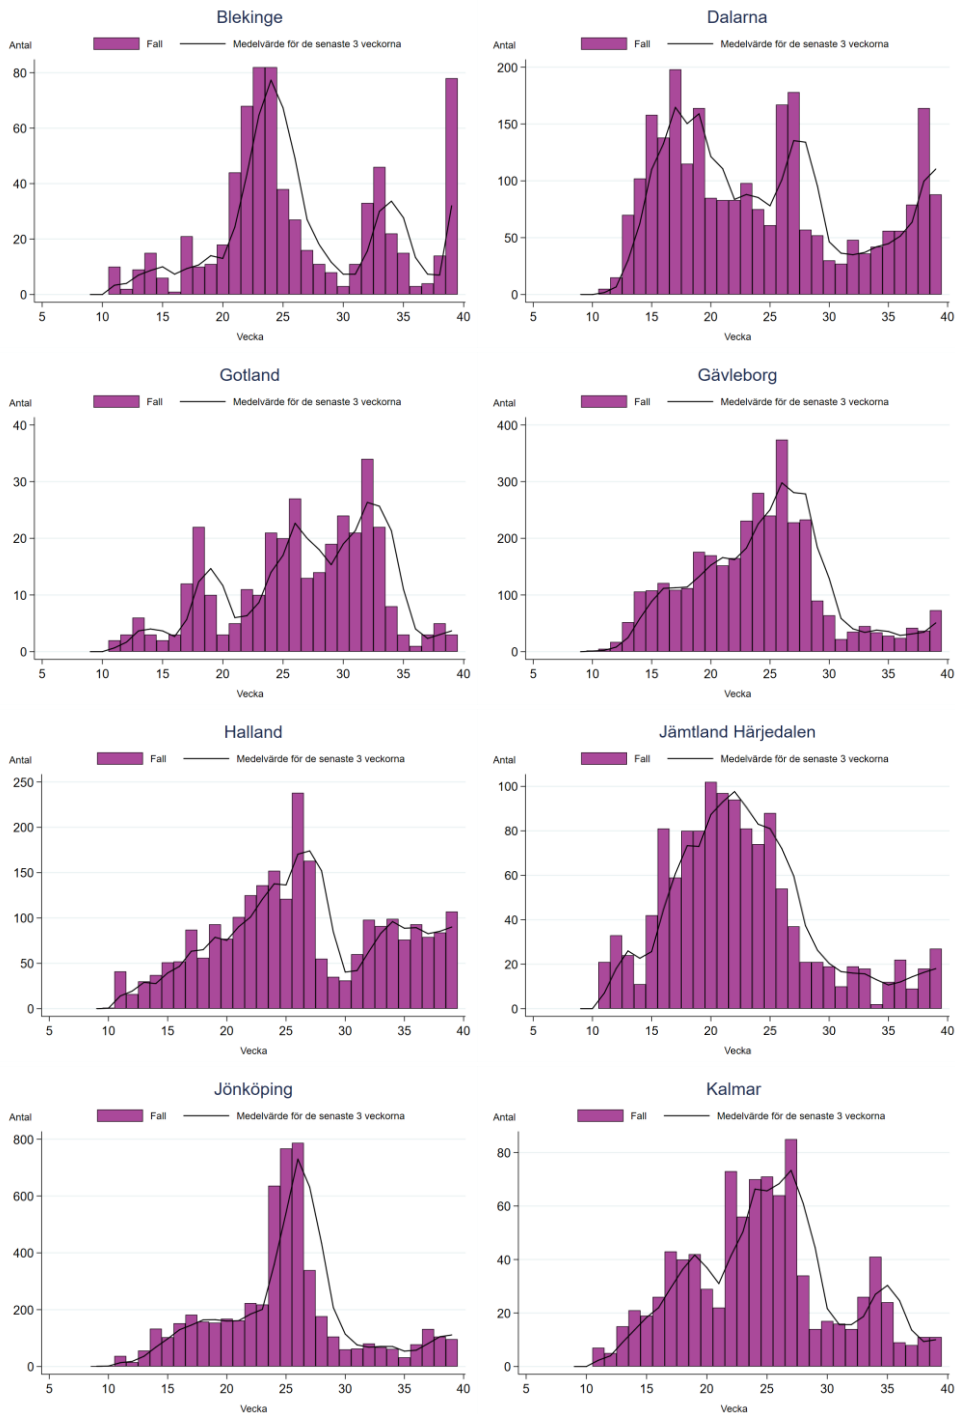 Blekinge
Antal
Fall
Medelvärde för de senaste 3 veckorna
80
60
40
20
0
5 10 15 20 25 30 35 40
Vecka
Dalarna
Antal
Fall
Medelvärde för de senaste 3 veckorna
200
150
100
50
0
5 10 15 20 25 30 35 40
Vecka
Gotland
Antal
Fall
Medelvärde för de senaste 3 veckorna
40
30
20
10
0
5 10 15 20 25 30 35 40
Vecka
Gävleborg
Antal
Fall
Medelvärde för de senaste 3 veckorna
400
300
200
100
0
5 10 15 20 25 30 35 40
Vecka
Halland
Antal
Fall
Medelvärde för de senaste 3 veckorna
250
200
150
100
50
0
5 10 15 20 25 30 35 40
Vecka
Jämtland Härjedalen
Antal
Fall
Medelvärde för de senaste 3 veckorna
100
80
60
40
20
0
5 10 15 20 25 30 35 40
Vecka
Jönköping
Antal
Fall
Medelvärde för de senaste 3 veckorna
800
600
400
200
0
5 10 15 20 25 30 35 40
Vecka
Kalmar
Antal
Fall
Medelvärde för de senaste 3 veckorna
80
60
40
20
0
5 10 15 20 25 30 35 40
Vecka